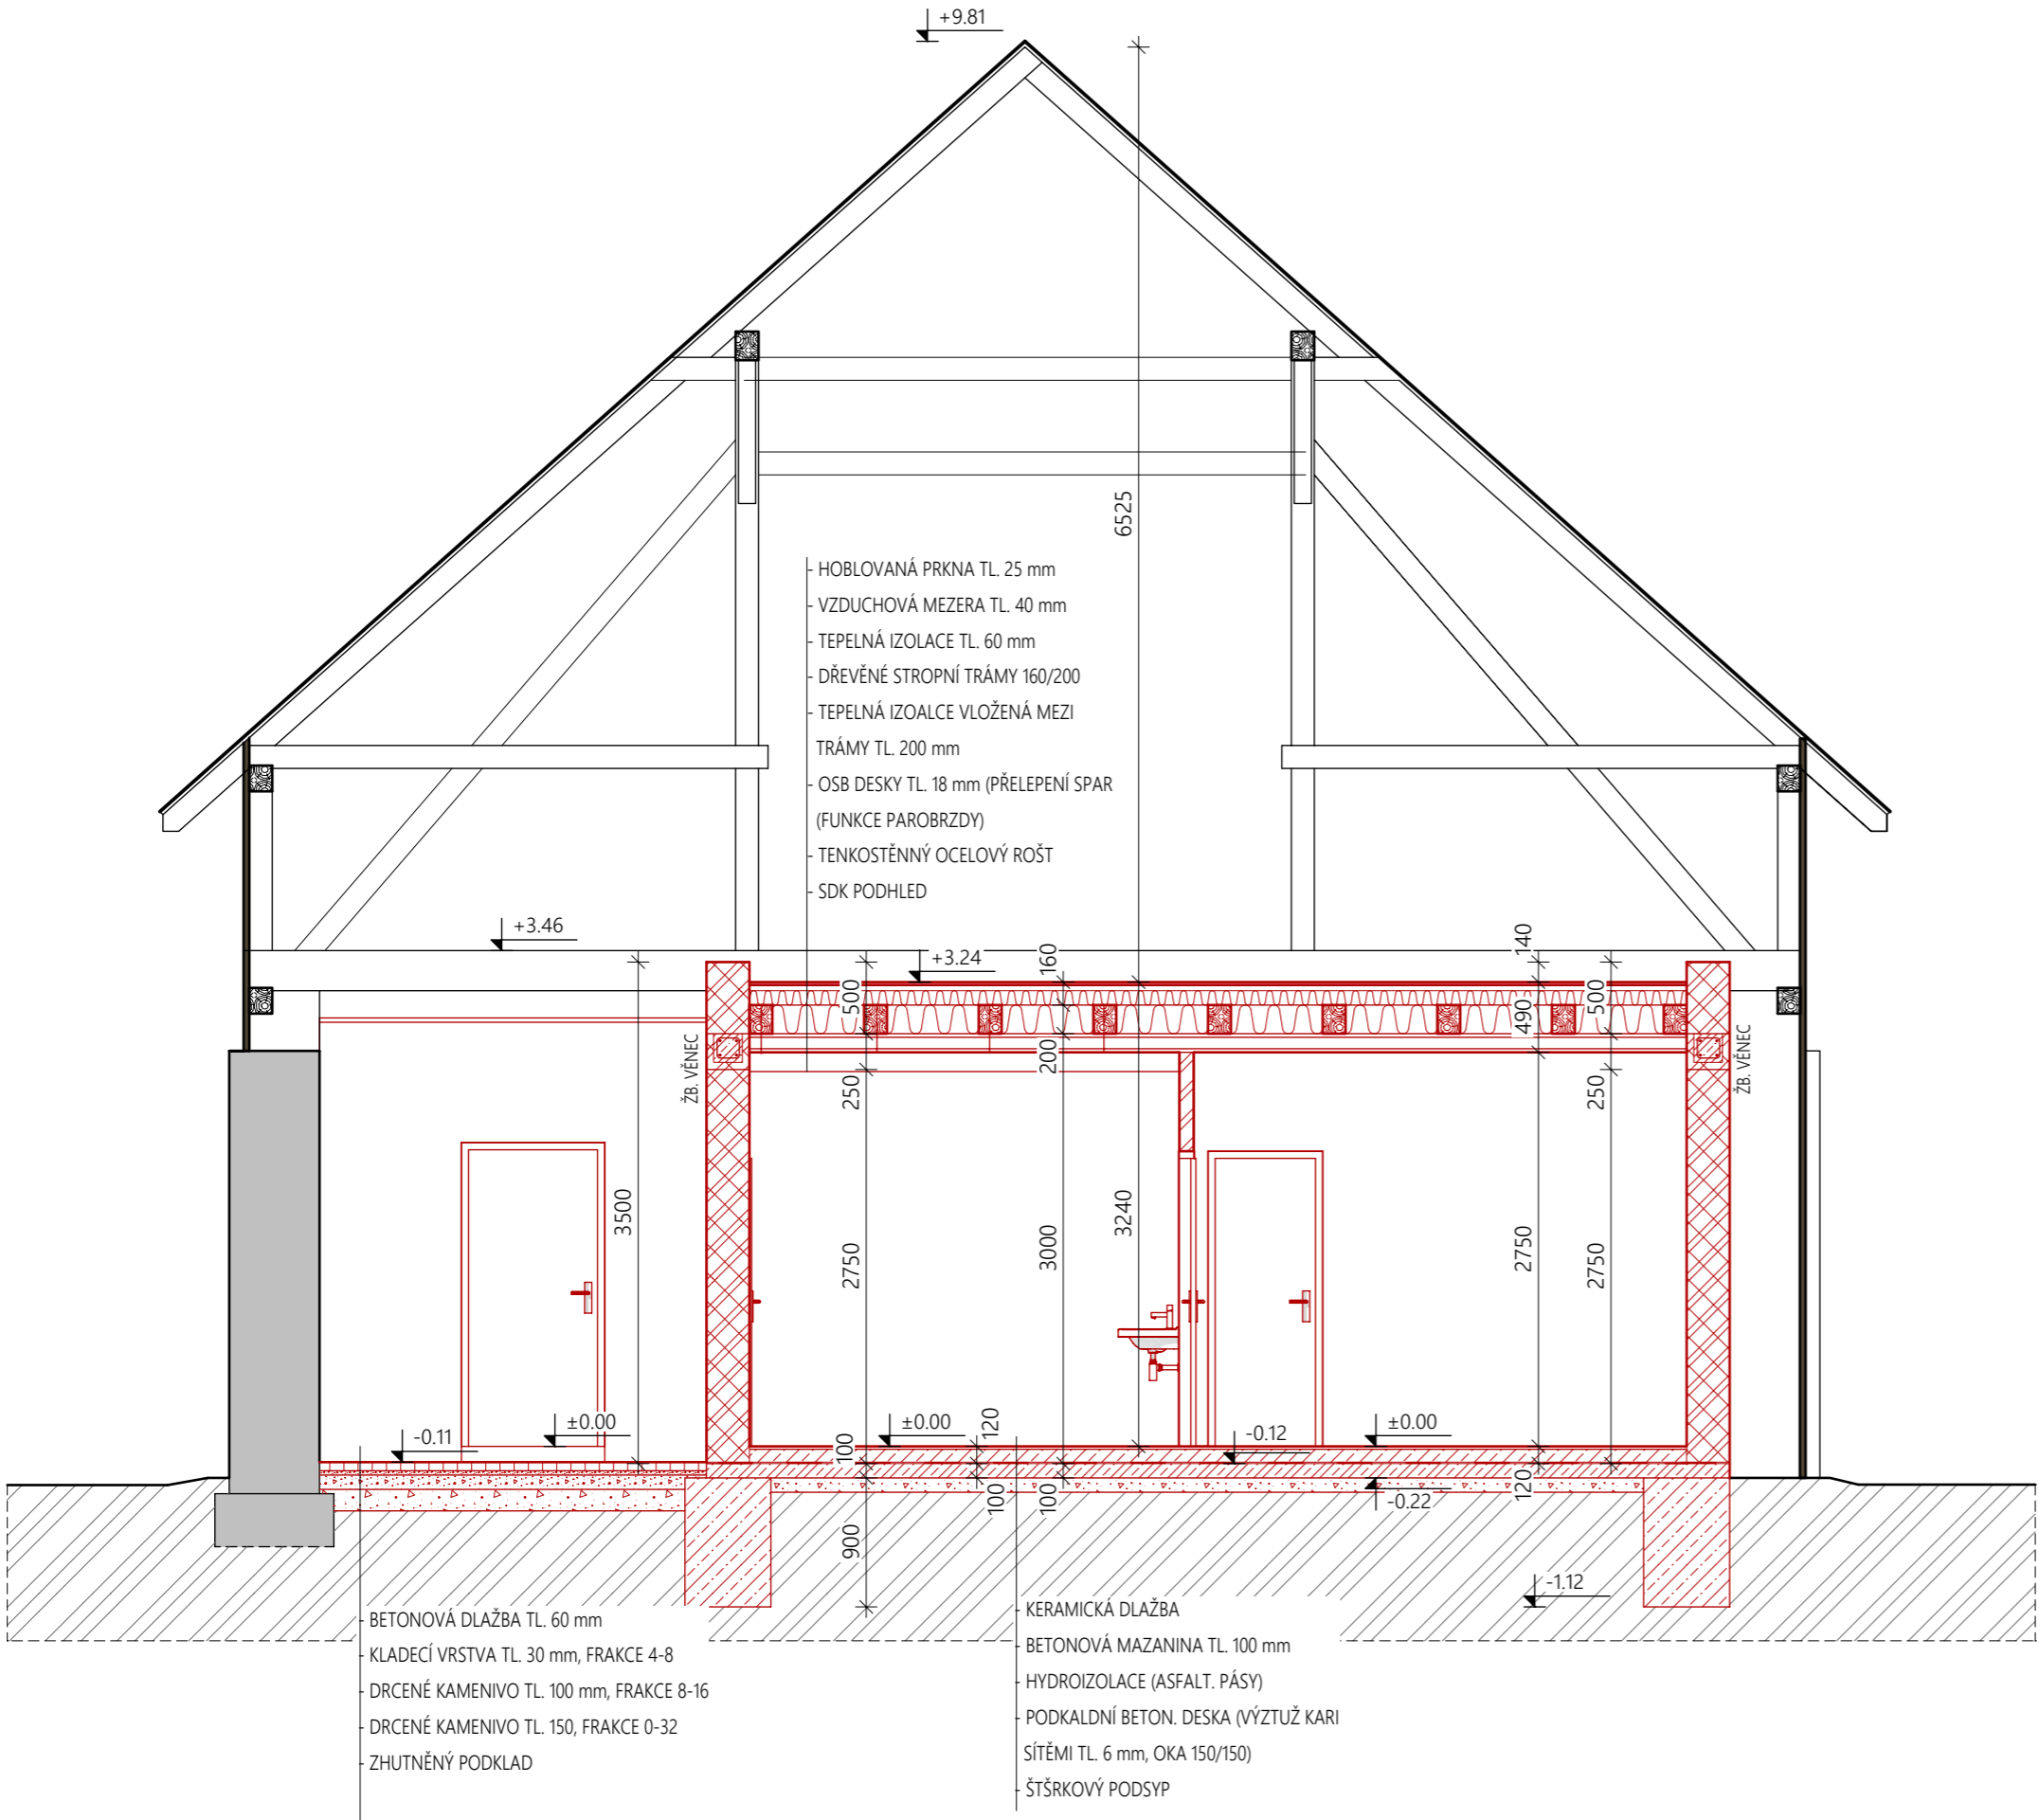 +9.81
6525
- HOBLOVANÁ PRKNA TL. 25 mm
- VZDUCHOVÁ MEZERA TL. 40 mm
- TEPELNÁ IZOLACE TL. 60 mm
- DŘEVĚNÉ STROPNÍ TRÁMY 160/200
- TEPELNÁ IZOALCE VLOŽENÁ MEZI
TRÁMY TL. 200 mm
- OSB DESKY TL. 18 mm (PŘELEPENÍ SPAR
(FUNKCE PAROBRZDY)
- TENKOSTĚNNÝ OCELOVÝ ROŠT
- SDK PODHLED
+3.46
+3.24
160
140
500
490
500
200
ŽB. VĚNEC
250
250
ŽB. VĚNEC
3500
2750
3000
3240
2750
2750
-0.11
±0.00
±0.00
120
-0.12
±0.00
100
100
100
-0.22
120
900
-1.12
- BETONOVÁ DLAŽBA TL. 60 mm
- KLADECÍ VRSTVA TL. 30 mm, FRAKCE 4-8
- DRCENÉ KAMENIVO TL. 100 mm, FRAKCE 8-16
- DRCENÉ KAMENIVO TL. 150, FRAKCE 0-32
- ZHUTNĚNÝ PODKLAD
- KERAMICKÁ DLAŽBA
- BETONOVÁ MAZANINA TL. 100 mm
- HYDROIZOLACE (ASFALT. PÁSY)
- PODKALDNÍ BETON. DESKA (VÝZTUŽ KARI
SÍTĚMI TL. 6 mm, OKA 150/150)
- ŠTŠRKOVÝ PODSYP